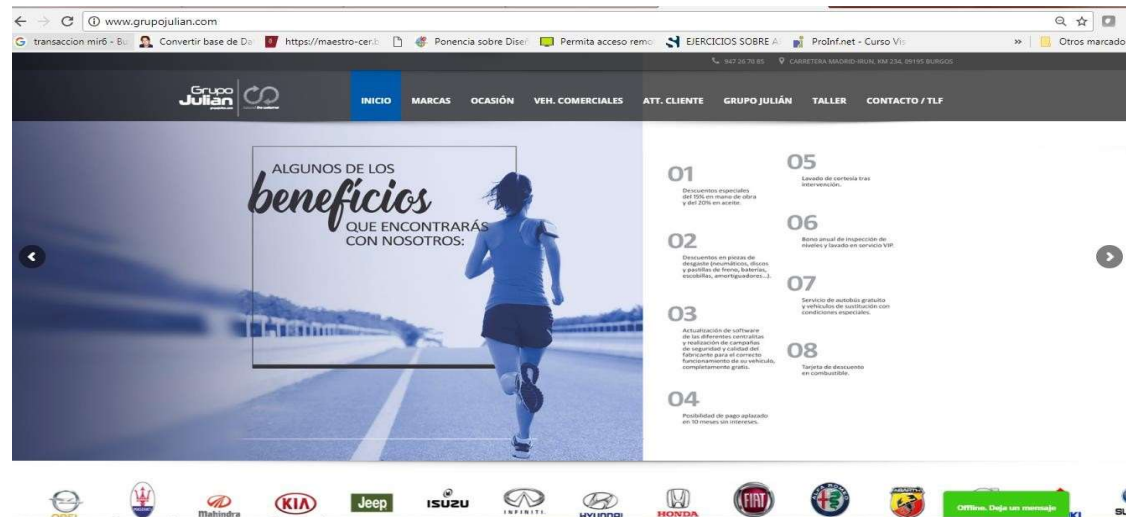 www.grupojulian.com
transaccion mir6 - Bu
Convertir base de Da
https://maestro-cer.b
Ponencia sobre Diser
Permita acceso remo
EJERCICIOS SOBRE A
ProInf.net - Curso Vis
»
Otros marcado
947 26 70 85
CARRETERA MADRID-IRUN, KM 234. 09195 BURGOS
Grupo
Julian
INICIO
MARCAS
OCASIÓN
VEH. COMERCIALES
ATT. CLIENTE
GRUPO JULIÁN
TALLER
CONTACTO / TLF
ALGUNOS DE LOS
beneficios
QUE ENCONTRARÁS
CON NOSOTROS:
01
Descuentos especiales
del 15% en mano de obra
y del 20% en aceite.
02
Descuentos en piezas de
desgaste (neumáticos, discos
y pastillas de freno, baterías,
escobillas, amortiguadores...).
03
Actualización de software
de las diferentes centralitas
y realización de campañas
de seguridad y calidad del
fabricante para el correcto
funcionamiento de su vehículo,
completamente gratis.
04
Posibilidad de pago aplazado
en 10 meses sin intereses.
05
Lavado de cortesía tras
intervención.
06
Bono anual de inspección de
niveles y lavado en servicio VIP.
07
Servicio de autobús gratuito
y vehículos de sustitución con
condiciones especiales.
08
Tarjeta de descuento
en combustible.
OPEL
Mahindra
KIA
Jeep
ISUZU
INFINITI
HYUNDAI
HONDA
FIAT
ALFA ROMEO
ABARTH
Offline. Deja un mensaje